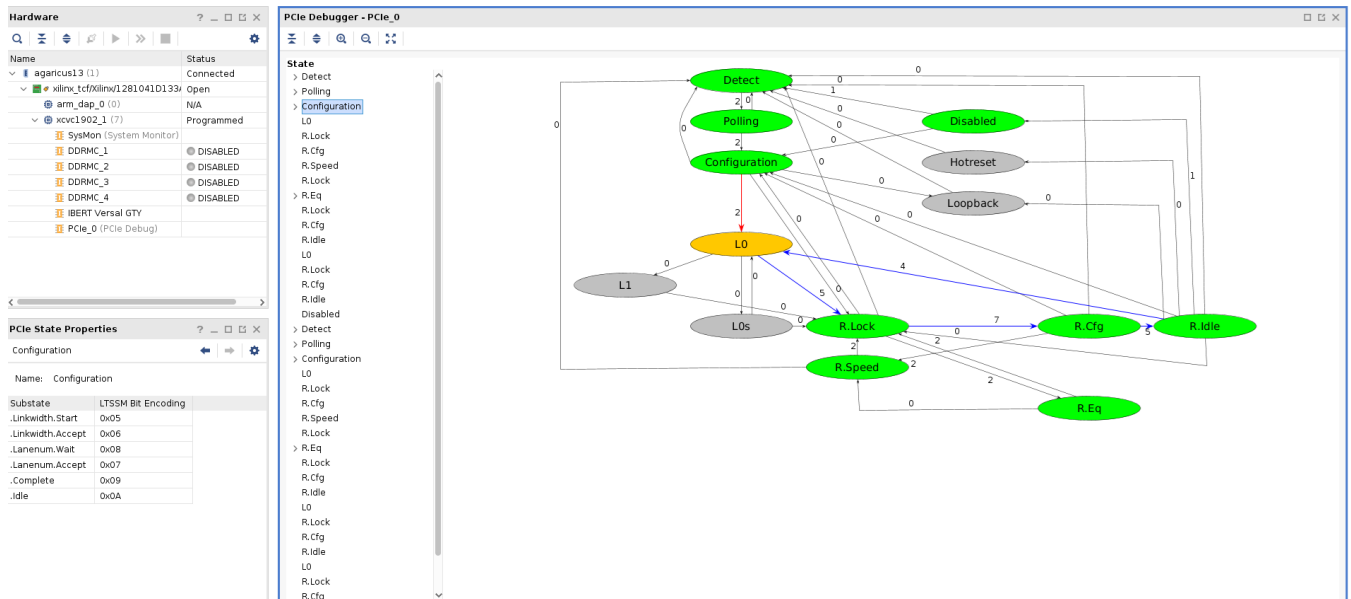 Hardware
Name Status
agaricus13 (1) Connected
xilinx_tcf/Xilinx/1281041D133A Open
arm_dap_0 (0) N/A
xcvc1902_1 (7) Programmed
SysMon (System Monitor)
DDRMC_1 DISABLED
DDRMC_2 DISABLED
DDRMC_3 DISABLED
DDRMC_4 DISABLED
IBERT Versal GTY
PCIe_0 (PCIe Debug)
PCIe State Properties
Configuration
Name: Configuration
Substate LTSSM Bit Encoding
.Linkwidth.Start 0x05
.Linkwidth.Accept 0x06
.Lanenum.Wait 0x08
.Lanenum.Accept 0x07
.Complete 0x09
.Idle 0x0A
PCIe Debugger - PCIe_0
State
Detect
Polling
Configuration
L0
R.Lock
R.Cfg
R.Speed
R.Lock
R.Eq
R.Lock
R.Cfg
R.Idle
L0
R.Lock
R.Cfg
R.Idle
Disabled
Detect
Polling
Configuration
L0
R.Lock
R.Cfg
R.Speed
R.Lock
R.Eq
R.Lock
R.Cfg
R.Idle
L0
R.Lock
R.Cfg
R.Idle
L0
R.Lock
R.Cfg
0
Detect
0
1
2 0
0
0
Polling
Disabled
0
2
0
0
Configuration
0
Hotreset
1
0
Loopback
0
0
2
0
0
0
L0
0
4
0
L1
0
5
0
0
L0s
0
R.Lock
7
R.Cfg
5
R.Idle
0
2
2
R.Speed
2
2
0
R.Eq